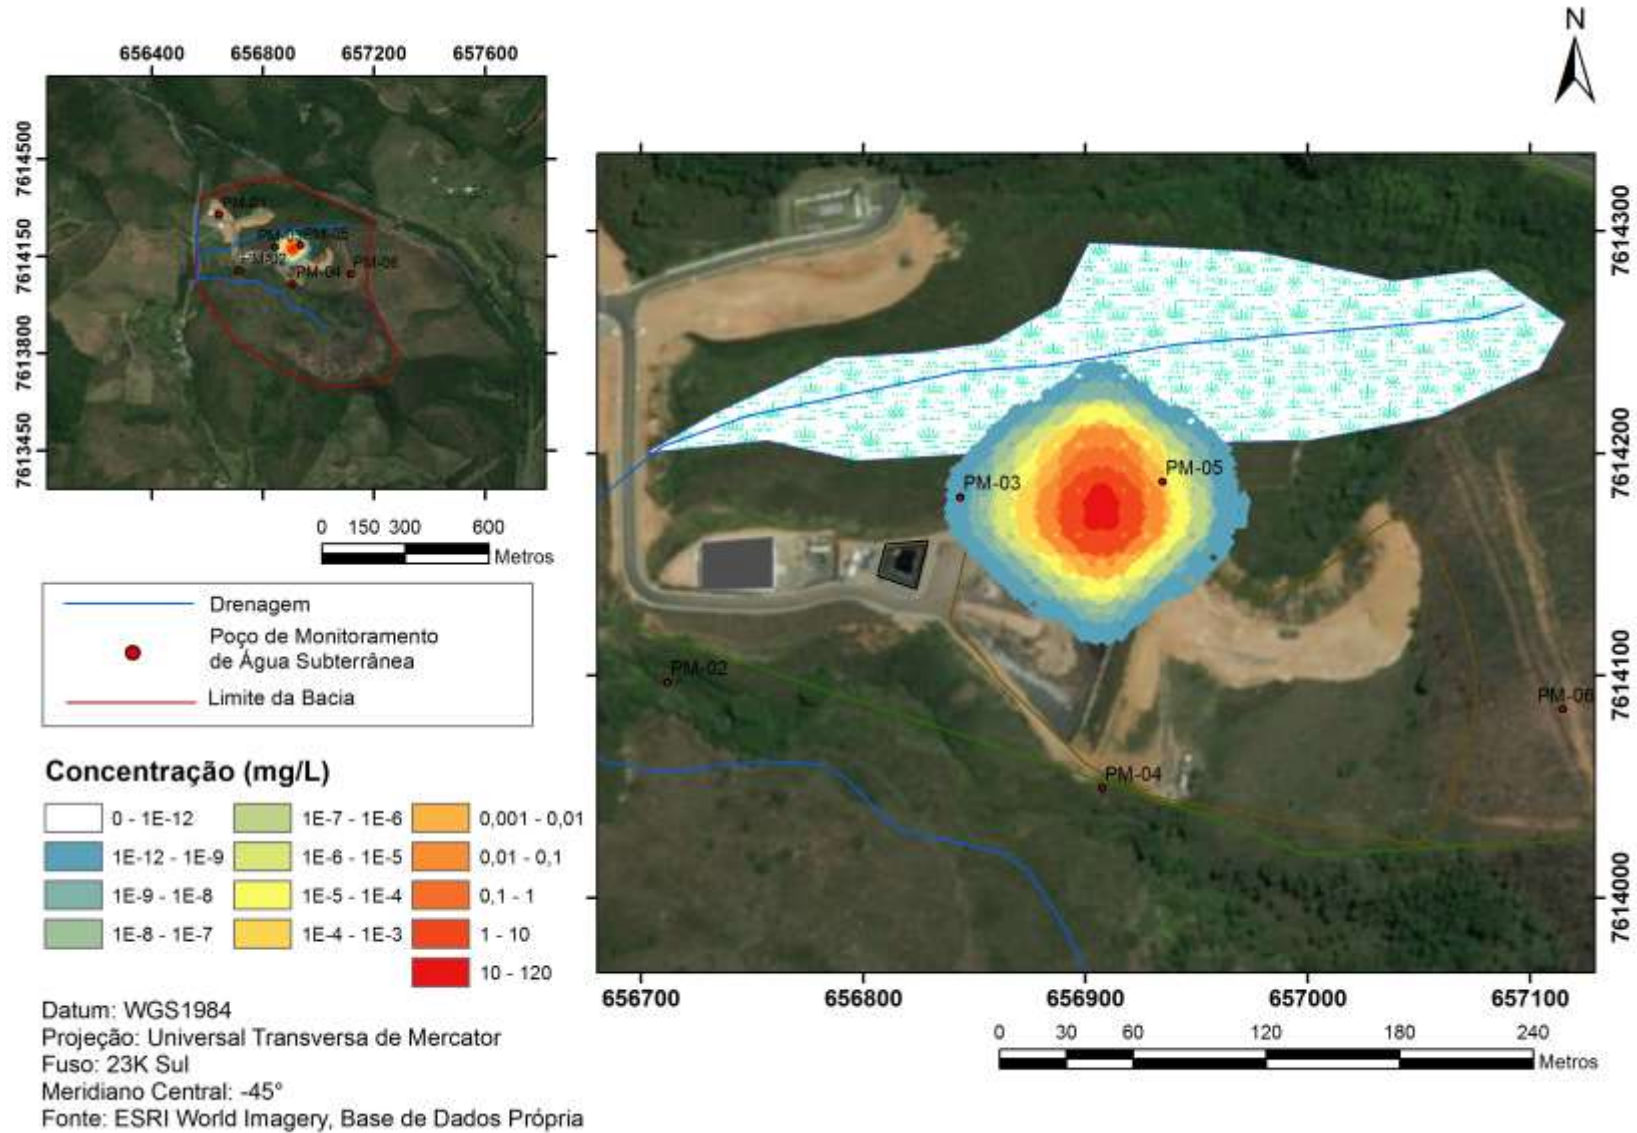 N
656400 656800 657200 657600
7614500
7614150
7613800
7613450
PM-01
PM-03 PM-05
PM-02
PM-04
PM-06
0 150 300 600
Metros
Drenagem
Poço de Monitoramento
de Água Subterrânea
Limite da Bacia
Concentração (mg/L)
0 - 1E-12
1E-12 - 1E-9
1E-9 - 1E-8
1E-8 - 1E-7
1E-7 - 1E-6
1E-6 - 1E-5
1E-5 - 1E-4
1E-4 - 1E-3
0,001 - 0,01
0,01 - 0,1
0,1 - 1
1 - 10
10 - 120
Datum: WGS1984
Projeção: Universal Transversa de Mercator
Fuso: 23K Sul
Meridiano Central: -45°
Fonte: ESRI World Imagery, Base de Dados Própria
PM-03
PM-05
PM-02
PM-04
PM-06
7614300
7614200
7614100
7614000
656700 656800 656900 657000 657100
0 30 60 120 180 240
Metros